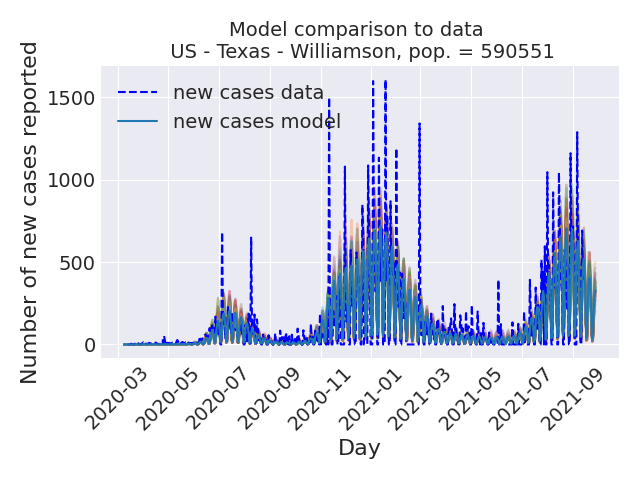 Model comparison to data
US - Texas - Williamson, pop. = 590551
Number of new cases reported
1500
1000
500
0
new cases data
new cases model
2020-03
2020-05
2020-07
2020-09
2020-11
2021-01
2021-03
2021-05
2021-07
2021-09
Day